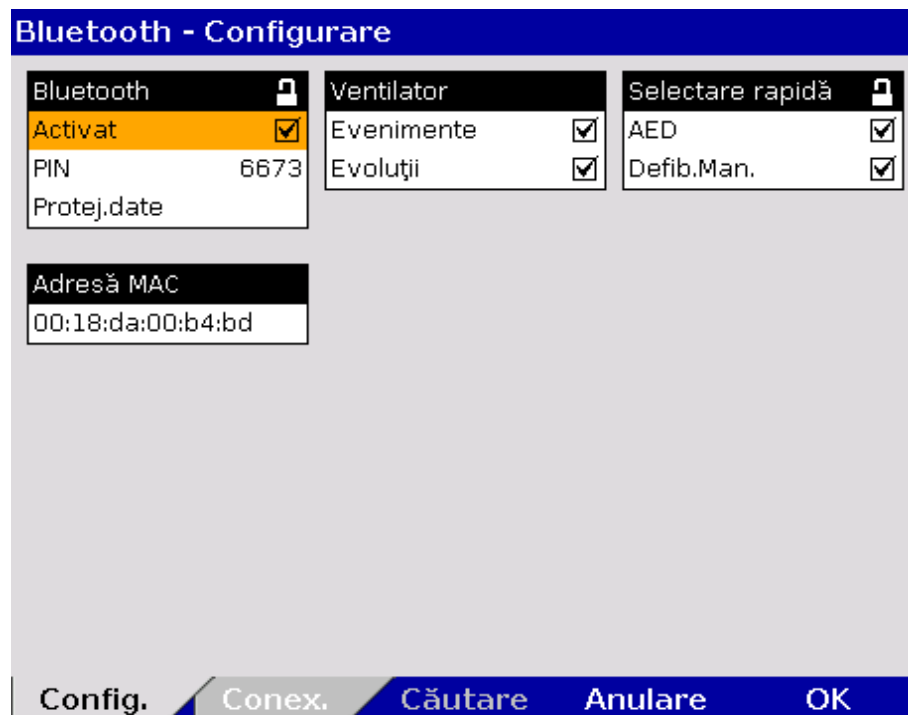 Bluetooth - Configurare
Bluetooth
Activat
PIN 6673
Protej.date
Ventilator
Evenimente
Evoluţii
Selectare rapidă
AED
Defib.Man.
Adresă MAC
00:18:da:00:b4:bd
Config. Conex. Căutare Anulare OK